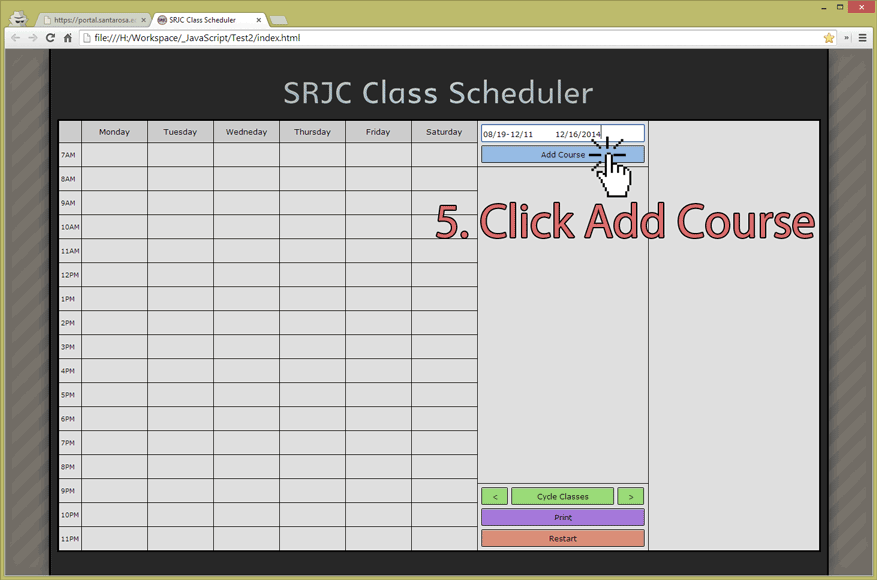 https://portal.santarosa.e
SRJC Class Scheduler
file:///H:/Workspace/_JavaScript/Test2/index.html
SRJC Class Scheduler
Monday Tuesday Wednesday Thursday Friday Saturday
08/19-12/11 12/16/2014
Add Course
7AM
8AM
9AM
5. Click Add Course
10AM
11AM
12PM
1PM
2PM
3PM
4PM
5PM
6PM
7PM
8PM
9PM
< Cycle Classes >
10PM
Print
11PM
Restart